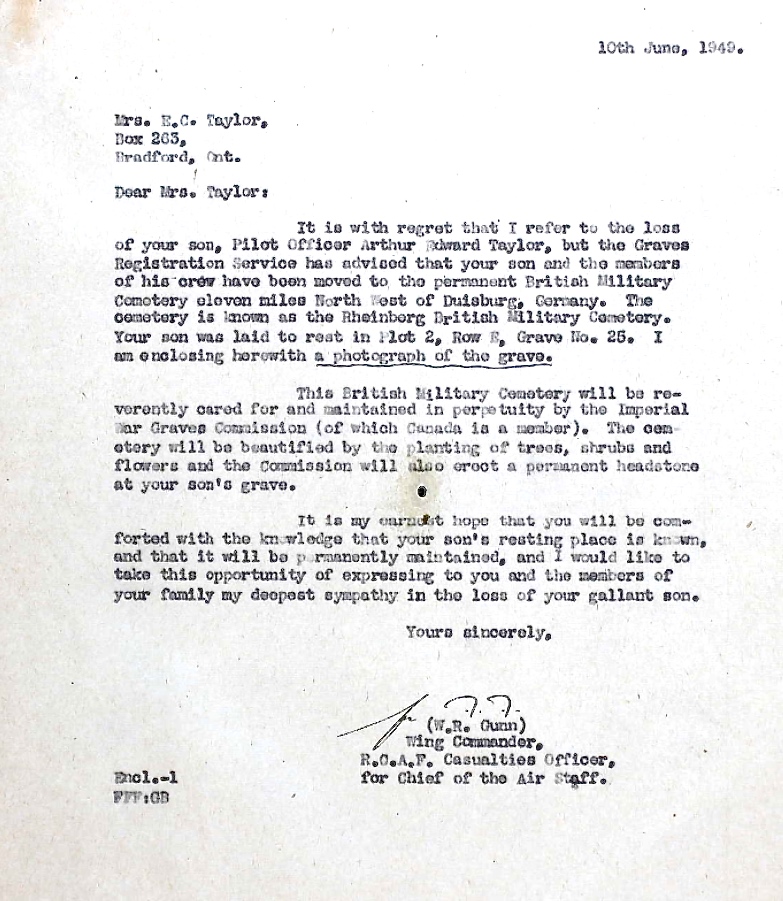 10th June, 1949.
Mrs. E.C. Taylor,
Box 263,
Bradford, Ont.
Dear Mrs. Taylor:
It is with regret that I refer to the loss
of your son, Pilot Officer Arthur Edward Taylor, but the Graves
Registration Service has advised that your son and the members
of his crew have been moved to the permanent British Military
Cemetery eleven miles North West of Duisburg, Germany. The
cemetery is known as the Rheinberg British Military Cemetery.
Your son was laid to rest in Plot 2, Row E, Grave No. 25. I
am enclosing herewith a photograph of the grave.
This British Military Cemetery will be re-
verently cared for and maintained in perpetuity by the Imperial
War Graves Commission (of which Canada is a member). The cem-
etery will be beautified by the planting of trees, shrubs and
flowers and the Commission will also erect a permanent headstone
at your son's grave.
It is my earnest hope that you will be com-
forted with the knowledge that your son's resting place is known,
and that it will be permanently maintained, and I would like to
take this opportunity of expressing to you and the members of
your family my deepest sympathy in the loss of your gallant son.
Yours sincerely,
(W.R. Gunn)
Wing Commander,
R.C.A.F. Casualties Officer,
for Chief of the Air Staff.
Encl.-1
FFF:GB